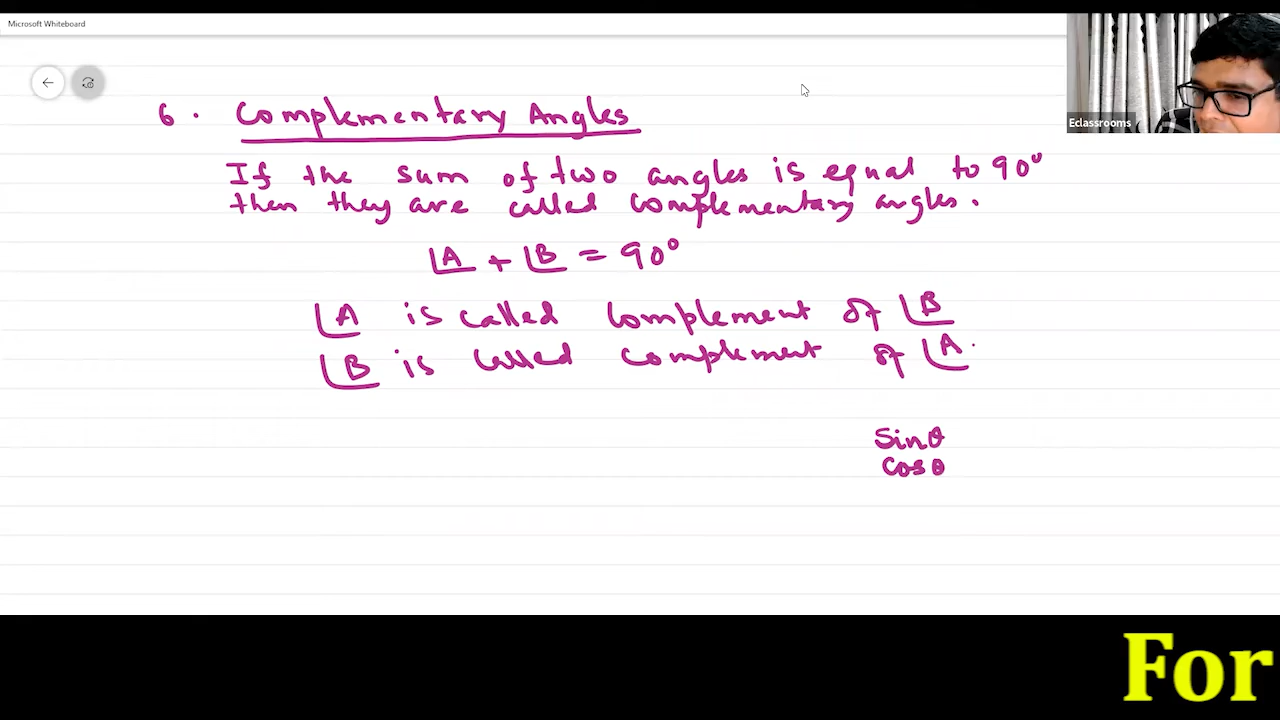 Microsoft Whiteboard
Eclassrooms
6. Complementary Angles
If the sum of two angles is equal to 90°
then they are called complementary angles.
∠A + ∠B = 90°
∠A is called complement of ∠B
∠B is called complement of ∠A.
Sinθ
Cosθ
For